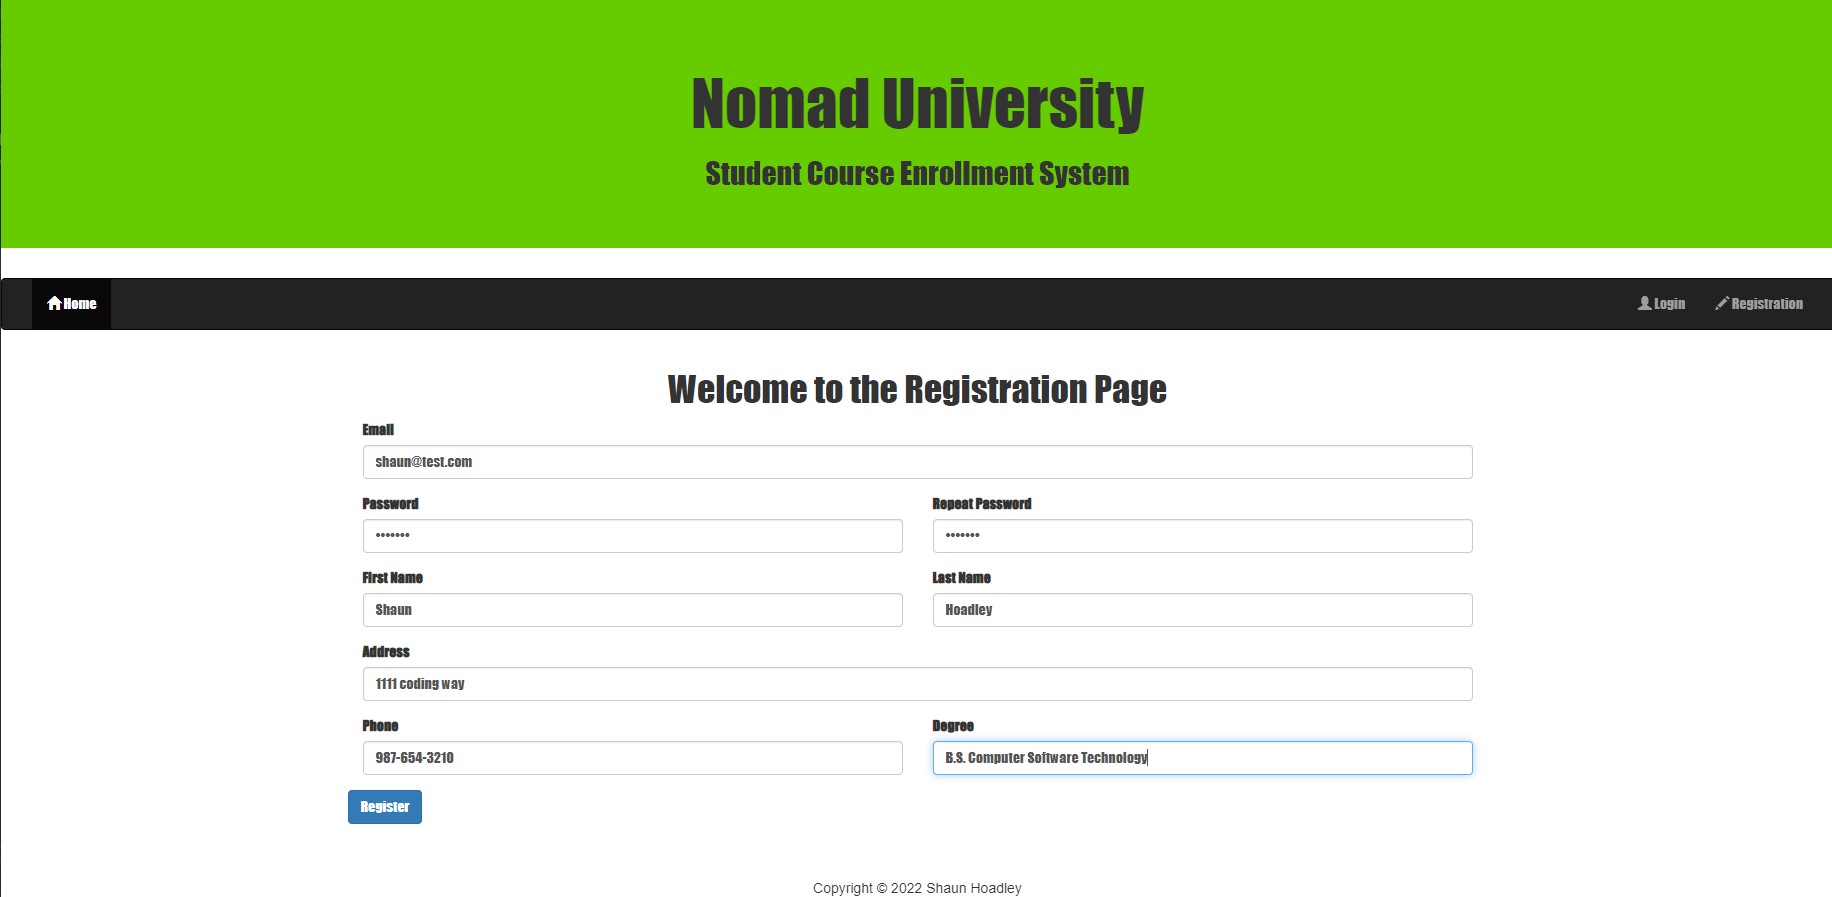 Nomad University
Student Course Enrollment System
Home Login Registration
Welcome to the Registration Page
Email
shaun@test.com
Password Repeat Password
••••••• •••••••
First Name Last Name
Shaun Hoadley
Address
1111 coding way
Phone Degree
987-654-3210 B.S. Computer Software Technology
Register
Copyright © 2022 Shaun Hoadley